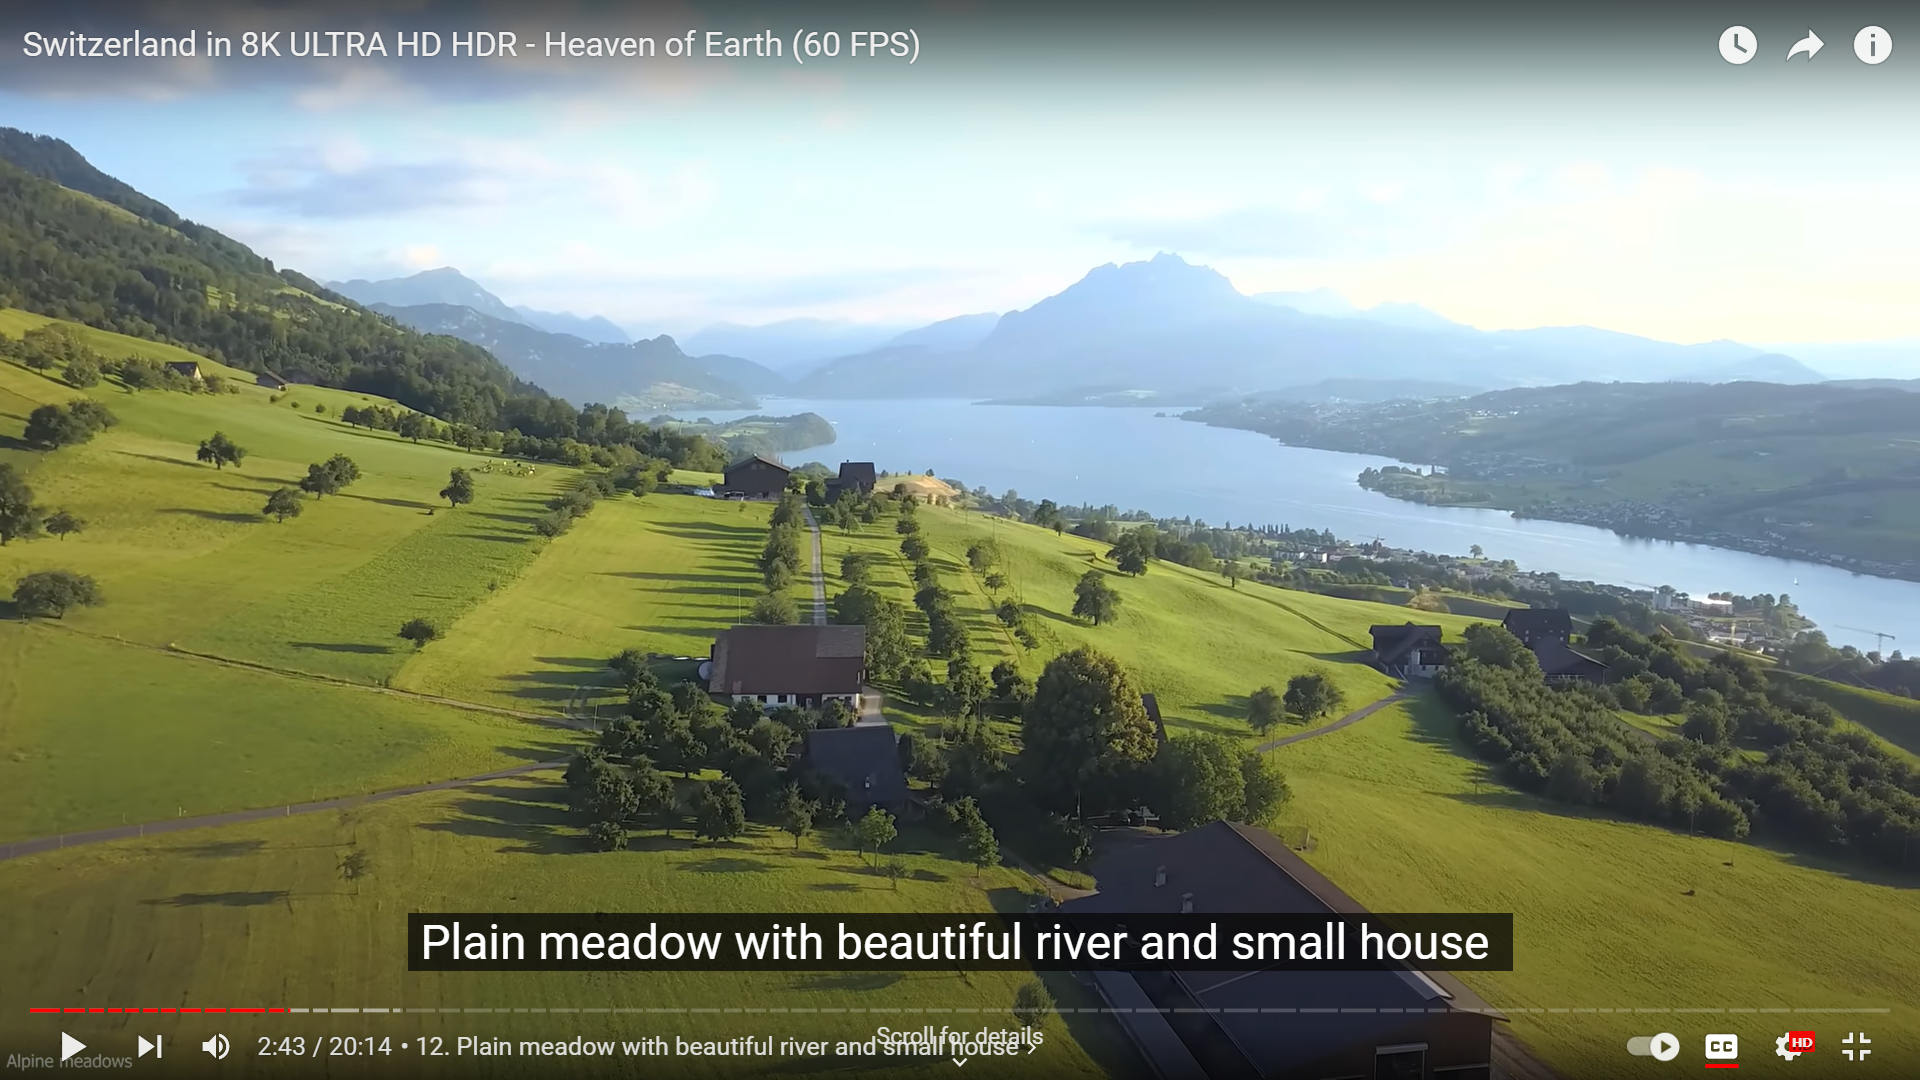 Switzerland in 8K ULTRA HD HDR - Heaven of Earth (60 FPS)
Plain meadow with beautiful river and small house
Scroll for details
2:43 / 20:14 • 12. Plain meadow with beautiful river and small house
CC
HD
Alpine meadows